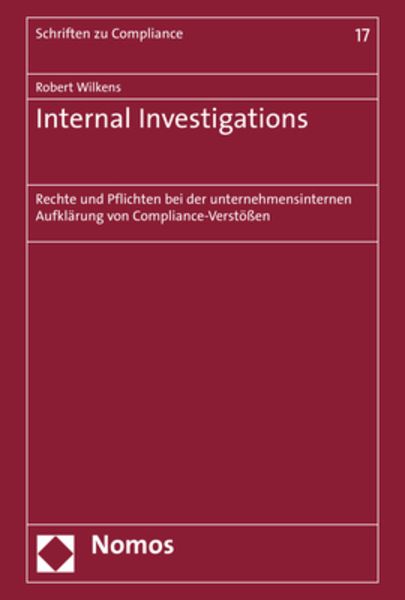 Schriften zu Compliance 17
Robert Wilkens
Internal Investigations
Rechte und Pflichten bei der unternehmensinternen
Aufklärung von Compliance-Verstößen
Nomos